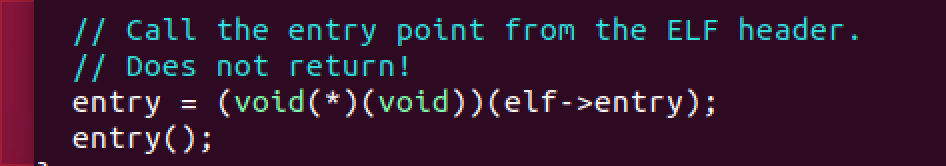 // Call the entry point from the ELF header.
// Does not return!
entry = (void(*)(void))(elf->entry);
entry();
}